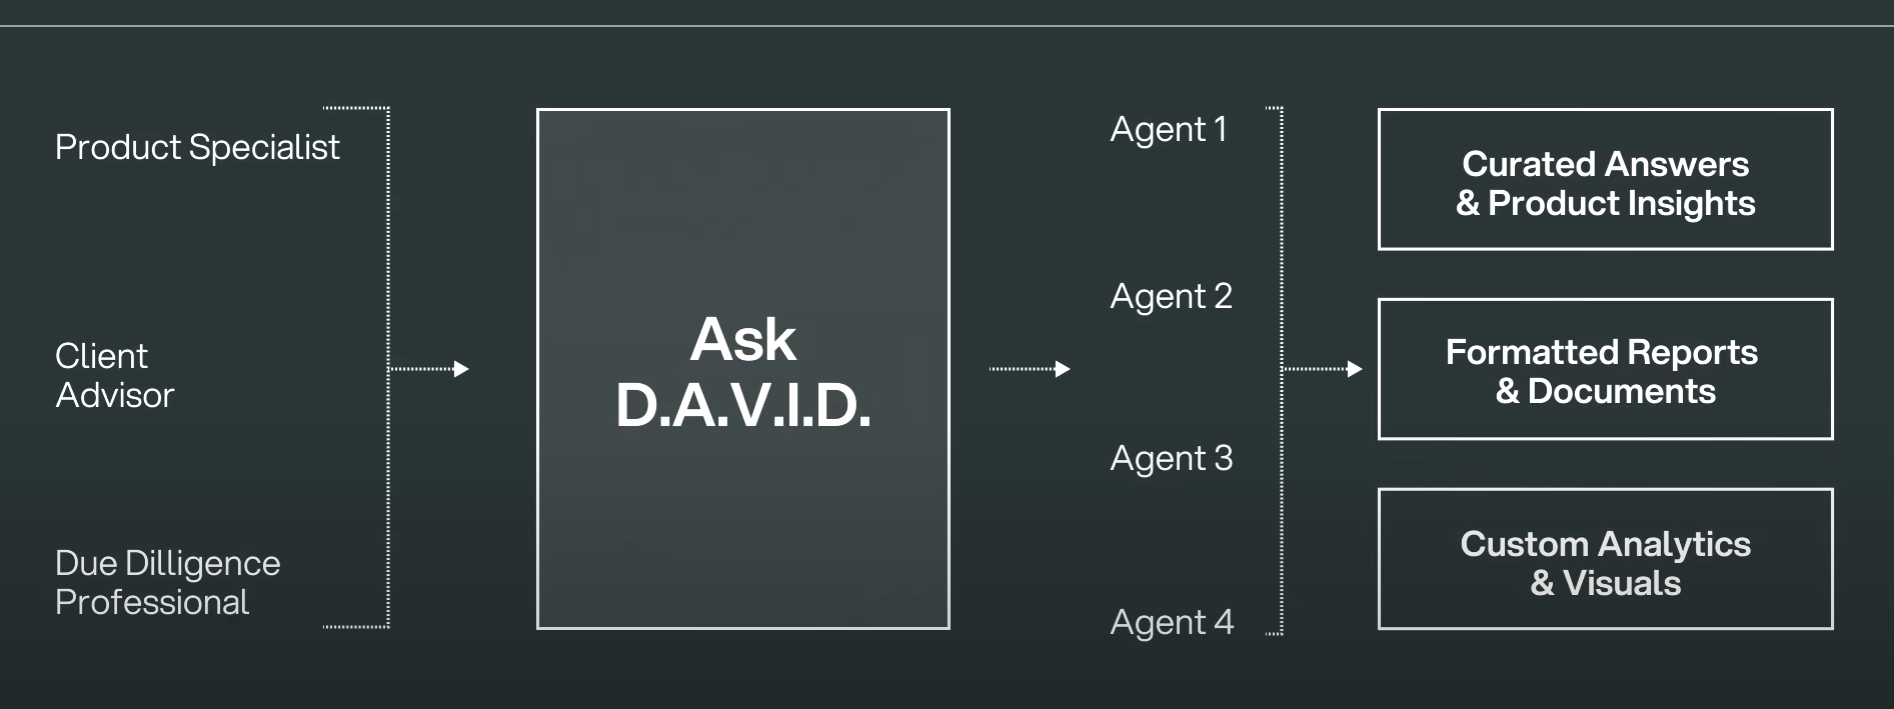 Product Specialist
Client
Advisor
Due Dilligence
Professional
Ask
D.A.V.I.D.
Agent 1
Agent 2
Agent 3
Agent 4
Curated Answers
& Product Insights
Formatted Reports
& Documents
Custom Analytics
& Visuals